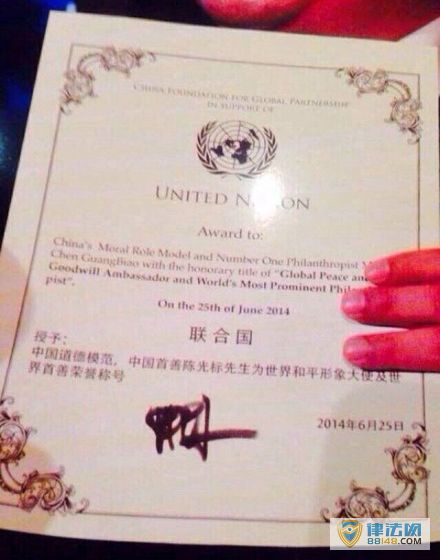 CHINA FOUNDATION FOR GLOBAL PARTNERSHIP
IN SUPPORT OF
UNITED NATION
Award to:
China's Moral Role Model and Number One Philanthropist
Chen GuangBiao with the honorary title of "Global Peace
Goodwill Ambassador and World's Most Prominent
pist".
On the 25th of June 2014
联合国
授予:
中国道德模范,中国首善陈光标先生为世界和平形象大使及世
界首善荣誉称号
2014年6月25日
律法网
88148.COM